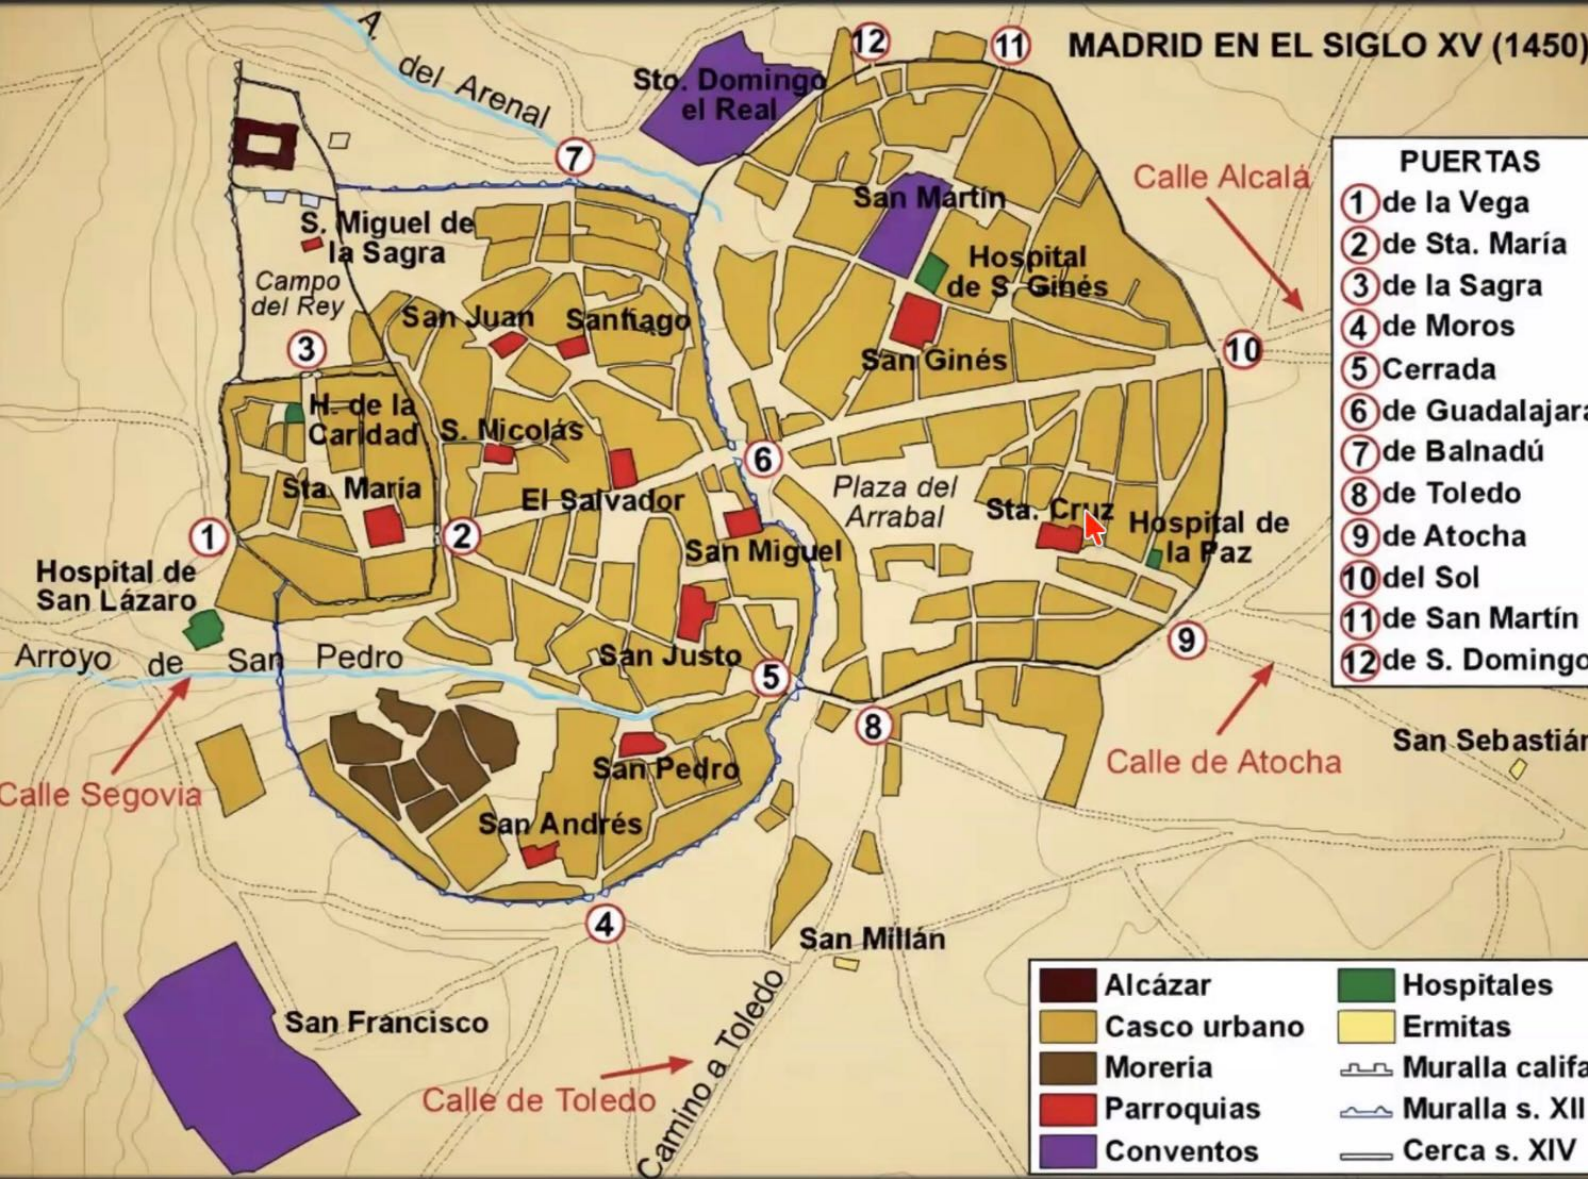 MADRID EN EL SIGLO XV (1450)
A. del Arenal
Sto. Domingo
el Real
12
11
7
San Martín
Calle Alcalá
S. Miguel de
la Sagra
Hospital
de S. Ginés
Campo
del Rey
San Juan
Santiago
3
San Ginés
10
H. de la
Caridad
S. Micolás
6
Sta. María
El Salvador
Plaza del
Arrabal
Sta. Cruz
Hospital de
la Paz
1
2
San Miguel
Hospital de
San Lázaro
Arroyo de San Pedro
San Justo
5
9
8
Calle Segovia
San Pedro
Calle de Atocha
San Sebastián
San Andrés
4
San Millán
San Francisco
Camino a Toledo
Calle de Toledo
PUERTAS
1 de la Vega
2 de Sta. María
3 de la Sagra
4 de Moros
5 Cerrada
6 de Guadalajara
7 de Balnadú
8 de Toledo
9 de Atocha
10 del Sol
11 de San Martín
12 de S. Domingo
Alcázar
Casco urbano
Moreria
Parroquias
Conventos
Hospitales
Ermitas
Muralla califa
Muralla s. XII
Cerca s. XIV